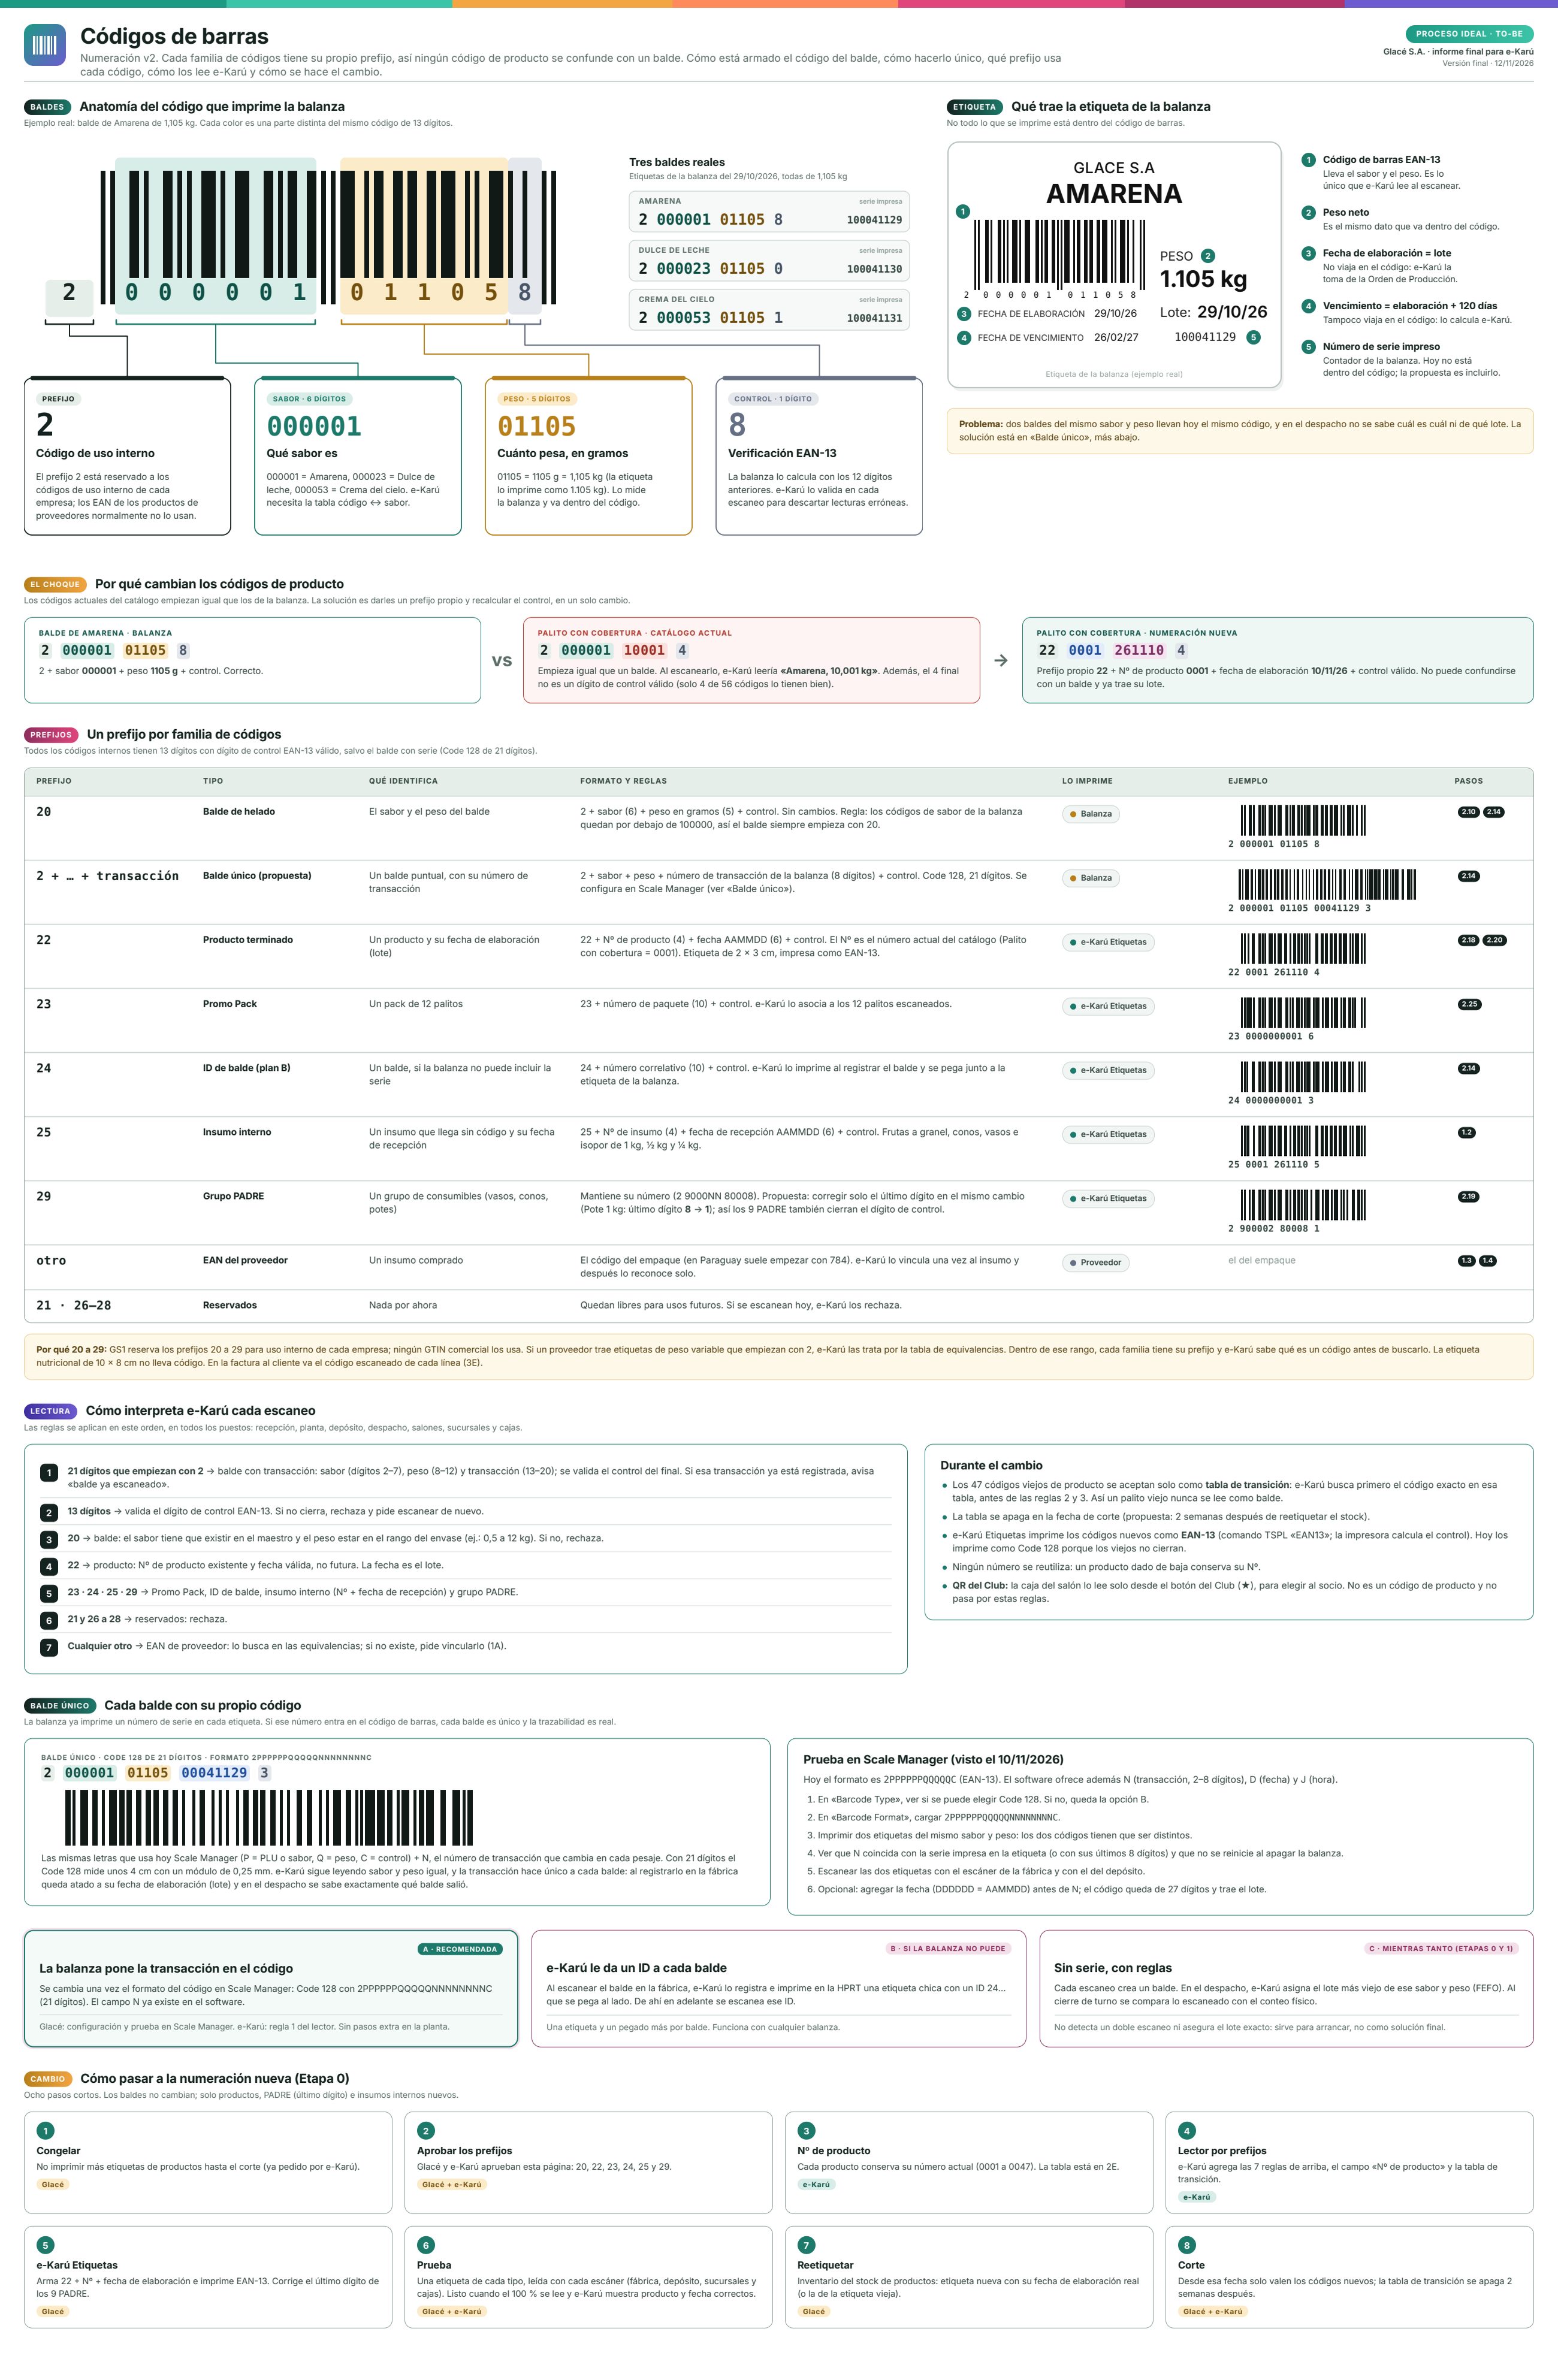 Códigos de barras
Numeración v2. Cada familia de códigos tiene su propio prefijo, así ningún código de producto se confunde con un balde. Cómo está armado el código del balde, cómo hacerlo único, qué prefijo usa
cada código, cómo los lee e-Karú y cómo se hace el cambio.
PROCESO IDEAL · TO-BE
Glacé S.A. · informe final para e-Karú
Versión final · 12/11/2026
BALDES Anatomía del código que imprime la balanza
Ejemplo real: balde de Amarena de 1,105 kg. Cada color es una parte distinta del mismo código de 13 dígitos.
2 0 0 0 0 0 1 0 1 1 0 5 8
Tres baldes reales
Etiquetas de la balanza del 29/10/2026, todas de 1,105 kg
AMARENA serie impresa
2 000001 01105 8 100041129
DULCE DE LECHE serie impresa
2 000023 01105 0 100041130
CREMA DEL CIELO serie impresa
2 000053 01105 1 100041131
PREFIJO
2
Código de uso interno
El prefijo 2 está reservado a los
códigos de uso interno de cada
empresa; los EAN de los productos de
proveedores normalmente no lo usan.
SABOR · 6 DÍGITOS
000001
Qué sabor es
000001 = Amarena, 000023 = Dulce de
leche, 000053 = Crema del cielo. e-Karú
necesita la tabla código ↔ sabor.
PESO · 5 DÍGITOS
01105
Cuánto pesa, en gramos
01105 = 1105 g = 1,105 kg (la etiqueta
lo imprime como 1.105 kg). Lo mide
la balanza y va dentro del código.
CONTROL · 1 DÍGITO
8
Verificación EAN-13
La balanza lo calcula con los 12 dígitos
anteriores. e-Karú lo valida en cada
escaneo para descartar lecturas erróneas.
ETIQUETA Qué trae la etiqueta de la balanza
No todo lo que se imprime está dentro del código de barras.
GLACE S.A
AMARENA
1
2 0 0 0 0 0 1 0 1 1 0 5 8
PESO 2
1.105 kg
3 FECHA DE ELABORACIÓN 29/10/26
Lote: 29/10/26
4 FECHA DE VENCIMIENTO 26/02/27
100041129 5
Etiqueta de la balanza (ejemplo real)
1 Código de barras EAN-13
Lleva el sabor y el peso. Es lo
único que e-Karú lee al escanear.
2 Peso neto
Es el mismo dato que va dentro del código.
3 Fecha de elaboración = lote
No viaja en el código: e-Karú la
toma de la Orden de Producción.
4 Vencimiento = elaboración + 120 días
Tampoco viaja en el código: lo calcula e-Karú.
5 Número de serie impreso
Contador de la balanza. Hoy no está
dentro del código; la propuesta es incluirlo.
Problema: dos baldes del mismo sabor y peso llevan hoy el mismo código, y en el despacho no se sabe cuál es cuál ni de qué lote. La
solución está en «Balde único», más abajo.
EL CHOQUE Por qué cambian los códigos de producto
Los códigos actuales del catálogo empiezan igual que los de la balanza. La solución es darles un prefijo propio y recalcular el control, en un solo cambio.
BALDE DE AMARENA · BALANZA
2 000001 01105 8
2 + sabor 000001 + peso 1105 g + control. Correcto.
VS
PALITO CON COBERTURA · CATÁLOGO ACTUAL
2 000001 10001 4
Empieza igual que un balde. Al escanearlo, e-Karú leería «Amarena, 10,001 kg». Además, el 4 final
no es un dígito de control válido (solo 4 de 56 códigos lo tienen bien).
→
PALITO CON COBERTURA · NUMERACIÓN NUEVA
22 0001 261110 4
Prefijo propio 22 + Nº de producto 0001 + fecha de elaboración 10/11/26 + control válido. No puede confundirse
con un balde y ya trae su lote.
PREFIJOS Un prefijo por familia de códigos
Todos los códigos internos tienen 13 dígitos con dígito de control EAN-13 válido, salvo el balde con serie (Code 128 de 21 dígitos).
PREFIJO TIPO QUÉ IDENTIFICA FORMATO Y REGLAS LO IMPRIME EJEMPLO PASOS
20 Balde de helado El sabor y el peso del balde 2 + sabor (6) + peso en gramos (5) + control. Sin cambios. Regla: los códigos de sabor de la balanza
quedan por debajo de 100000, así el balde siempre empieza con 20.
Balanza 2.10 2.14
2 000001 01105 8
2 + … + transacción Balde único (propuesta) Un balde puntual, con su número de
transacción
2 + sabor + peso + número de transacción de la balanza (8 dígitos) + control. Code 128, 21 dígitos. Se
configura en Scale Manager (ver «Balde único»).
Balanza 2.14
2 000001 01105 00041129 3
22 Producto terminado Un producto y su fecha de elaboración
(lote)
22 + Nº de producto (4) + fecha AAMMDD (6) + control. El Nº es el número actual del catálogo (Palito
con cobertura = 0001). Etiqueta de 2 × 3 cm, impresa como EAN-13.
e-Karú Etiquetas 2.18 2.20
22 0001 261110 4
23 Promo Pack Un pack de 12 palitos 23 + número de paquete (10) + control. e-Karú lo asocia a los 12 palitos escaneados.
e-Karú Etiquetas 2.25
23 0000000001 6
24 ID de balde (plan B) Un balde, si la balanza no puede incluir la
serie
24 + número correlativo (10) + control. e-Karú lo imprime al registrar el balde y se pega junto a la
etiqueta de la balanza.
e-Karú Etiquetas 2.14
24 0000000001 3
25 Insumo interno Un insumo que llega sin código y su fecha
de recepción
25 + Nº de insumo (4) + fecha de recepción AAMMDD (6) + control. Frutas a granel, conos, vasos e
isopor de 1 kg, ½ kg y ¼ kg.
e-Karú Etiquetas 1.2
25 0001 261110 5
29 Grupo PADRE Un grupo de consumibles (vasos, conos,
potes)
Mantiene su número (2 9000NN 80008). Propuesta: corregir solo el último dígito en el mismo cambio
(Pote 1 kg: último dígito 8 → 1); así los 9 PADRE también cierran el dígito de control.
e-Karú Etiquetas 2.19
2 900002 80008 1
otro EAN del proveedor Un insumo comprado El código del empaque (en Paraguay suele empezar con 784). e-Karú lo vincula una vez al insumo y
después lo reconoce solo.
Proveedor el del empaque 1.3 1.4
21 · 26–28 Reservados Nada por ahora Quedan libres para usos futuros. Si se escanean hoy, e-Karú los rechaza.
Por qué 20 a 29: GS1 reserva los prefijos 20 a 29 para uso interno de cada empresa; ningún GTIN comercial los usa. Si un proveedor trae etiquetas de peso variable que empiezan con 2, e-Karú las trata por la tabla de equivalencias. Dentro de ese rango, cada familia tiene su prefijo y e-Karú sabe qué es un código antes de buscarlo. La etiqueta
nutricional de 10 × 8 cm no lleva código. En la factura al cliente va el código escaneado de cada línea (3E).
LECTURA Cómo interpreta e-Karú cada escaneo
Las reglas se aplican en este orden, en todos los puestos: recepción, planta, depósito, despacho, salones, sucursales y cajas.
1 21 dígitos que empiezan con 2 → balde con transacción: sabor (dígitos 2–7), peso (8–12) y transacción (13–20); se valida el control del final. Si esa transacción ya está registrada, avisa
«balde ya escaneado».
2 13 dígitos → valida el dígito de control EAN-13. Si no cierra, rechaza y pide escanear de nuevo.
3 20 → balde: el sabor tiene que existir en el maestro y el peso estar en el rango del envase (ej.: 0,5 a 12 kg). Si no, rechaza.
4 22 → producto: Nº de producto existente y fecha válida, no futura. La fecha es el lote.
5 23 · 24 · 25 · 29 → Promo Pack, ID de balde, insumo interno (Nº + fecha de recepción) y grupo PADRE.
6 21 y 26 a 28 → reservados: rechaza.
7 Cualquier otro → EAN de proveedor: lo busca en las equivalencias; si no existe, pide vincularlo (1A).
Durante el cambio
• Los 47 códigos viejos de producto se aceptan solo como tabla de transición: e-Karú busca primero el código exacto en esa
tabla, antes de las reglas 2 y 3. Así un palito viejo nunca se lee como balde.
• La tabla se apaga en la fecha de corte (propuesta: 2 semanas después de reetiquetar el stock).
• e-Karú Etiquetas imprime los códigos nuevos como EAN-13 (comando TSPL «EAN13»; la impresora calcula el control). Hoy los
imprime como Code 128 porque los viejos no cierran.
• Ningún número se reutiliza: un producto dado de baja conserva su Nº.
• QR del Club: la caja del salón lo lee solo desde el botón del Club (★), para elegir al socio. No es un código de producto y no
pasa por estas reglas.
BALDE ÚNICO Cada balde con su propio código
La balanza ya imprime un número de serie en cada etiqueta. Si ese número entra en el código de barras, cada balde es único y la trazabilidad es real.
BALDE ÚNICO · CODE 128 DE 21 DÍGITOS · FORMATO 2PPPPPPQQQQQNNNNNNNNC
2 000001 01105 00041129 3
Las mismas letras que usa hoy Scale Manager (P = PLU o sabor, Q = peso, C = control) + N, el número de transacción que cambia en cada pesaje. Con 21 dígitos el
Code 128 mide unos 4 cm con un módulo de 0,25 mm. e-Karú sigue leyendo sabor y peso igual, y la transacción hace único a cada balde: al registrarlo en la fábrica
queda atado a su fecha de elaboración (lote) y en el despacho se sabe exactamente qué balde salió.
Prueba en Scale Manager (visto el 10/11/2026)
Hoy el formato es 2PPPPPPQQQQQC (EAN-13). El software ofrece además N (transacción, 2–8 dígitos), D (fecha) y J (hora).
1. En «Barcode Type», ver si se puede elegir Code 128. Si no, queda la opción B.
2. En «Barcode Format», cargar 2PPPPPPQQQQQNNNNNNNNC.
3. Imprimir dos etiquetas del mismo sabor y peso: los dos códigos tienen que ser distintos.
4. Ver que N coincida con la serie impresa en la etiqueta (o con sus últimos 8 dígitos) y que no se reinicie al apagar la balanza.
5. Escanear las dos etiquetas con el escáner de la fábrica y con el del depósito.
6. Opcional: agregar la fecha (DDDDDD = AAMMDD) antes de N; el código queda de 27 dígitos y trae el lote.
A · RECOMENDADA
La balanza pone la transacción en el código
Se cambia una vez el formato del código en Scale Manager: Code 128 con 2PPPPPPQQQQQNNNNNNNNC
(21 dígitos). El campo N ya existe en el software.
Glacé: configuración y prueba en Scale Manager. e-Karú: regla 1 del lector. Sin pasos extra en la planta.
B · SI LA BALANZA NO PUEDE
e-Karú le da un ID a cada balde
Al escanear el balde en la fábrica, e-Karú lo registra e imprime en la HPRT una etiqueta chica con un ID 24…
que se pega al lado. De ahí en adelante se escanea ese ID.
Una etiqueta y un pegado más por balde. Funciona con cualquier balanza.
C · MIENTRAS TANTO (ETAPAS 0 Y 1)
Sin serie, con reglas
Cada escaneo crea un balde. En el despacho, e-Karú asigna el lote más viejo de ese sabor y peso (FEFO). Al
cierre de turno se compara lo escaneado con el conteo físico.
No detecta un doble escaneo ni asegura el lote exacto: sirve para arrancar, no como solución final.
CAMBIO Cómo pasar a la numeración nueva (Etapa 0)
Ocho pasos cortos. Los baldes no cambian; solo productos, PADRE (último dígito) e insumos internos nuevos.
1
Congelar
No imprimir más etiquetas de productos hasta el corte (ya pedido por e-Karú).
Glacé
2
Aprobar los prefijos
Glacé y e-Karú aprueban esta página: 20, 22, 23, 24, 25 y 29.
Glacé + e-Karú
3
Nº de producto
Cada producto conserva su número actual (0001 a 0047). La tabla está en 2E.
e-Karú
4
Lector por prefijos
e-Karú agrega las 7 reglas de arriba, el campo «Nº de producto» y la tabla de
transición.
e-Karú
5
e-Karú Etiquetas
Arma 22 + Nº + fecha de elaboración e imprime EAN-13. Corrige el último dígito de
los 9 PADRE.
Glacé
6
Prueba
Una etiqueta de cada tipo, leída con cada escáner (fábrica, depósito, sucursales y
cajas). Listo cuando el 100 % se lee y e-Karú muestra producto y fecha correctos.
Glacé + e-Karú
7
Reetiquetar
Inventario del stock de productos: etiqueta nueva con su fecha de elaboración real
(o la de la etiqueta vieja).
Glacé
8
Corte
Desde esa fecha solo valen los códigos nuevos; la tabla de transición se apaga 2
semanas después.
Glacé + e-Karú